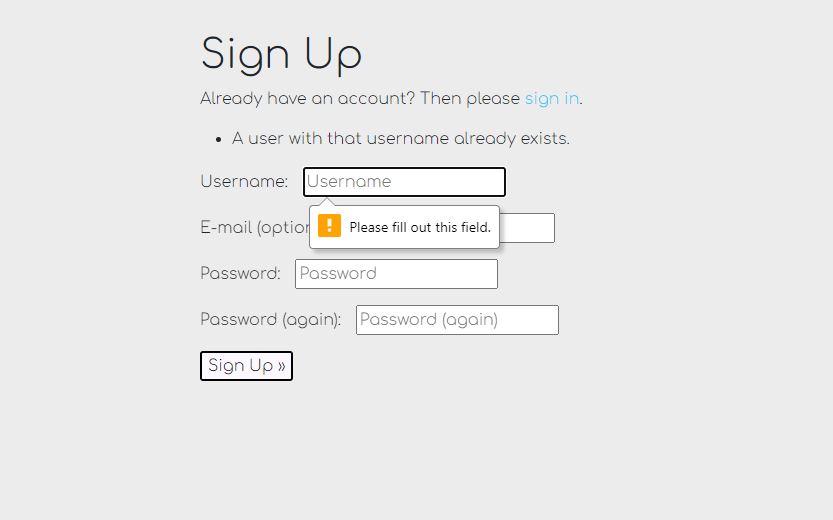 Sign Up
Already have an account? Then please sign in.
• A user with that username already exists.
Username: Username
Please fill out this field.
E-mail (option
Password: Password
Password (again): Password (again)
Sign Up »